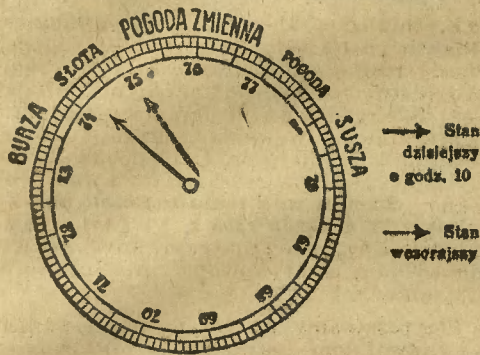 BURZA SŁOTA POGODA ZMIENNA POGODA SUSZA
70 71 72 73 74 75 76 77
69
Stan
dzisiejszy
o godz. 10
Stan
wczorajszy